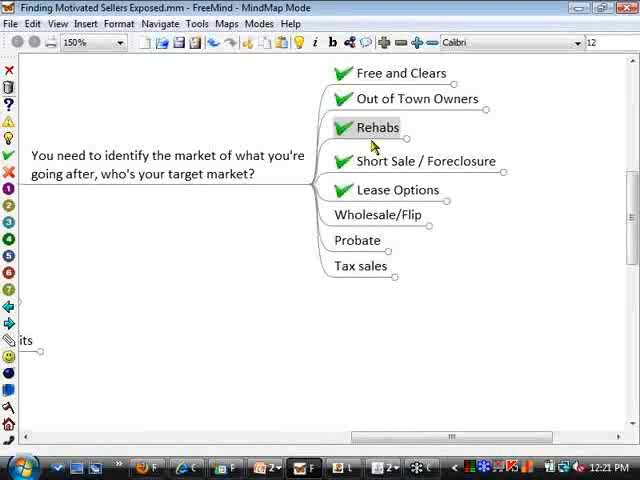 Finding Motivated Sellers Exposed.mm - FreeMind - MindMap Mode
File Edit View Insert Format Navigate Tools Maps Modes Help
150% Calibri 12
Free and Clears
Out of Town Owners
Rehabs
You need to identify the market of what you're
going after, who's your target market?
Short Sale / Foreclosure
Lease Options
Wholesale/Flip
Probate
Tax sales
its
F C F 2 F L 2 C 12:21 PM